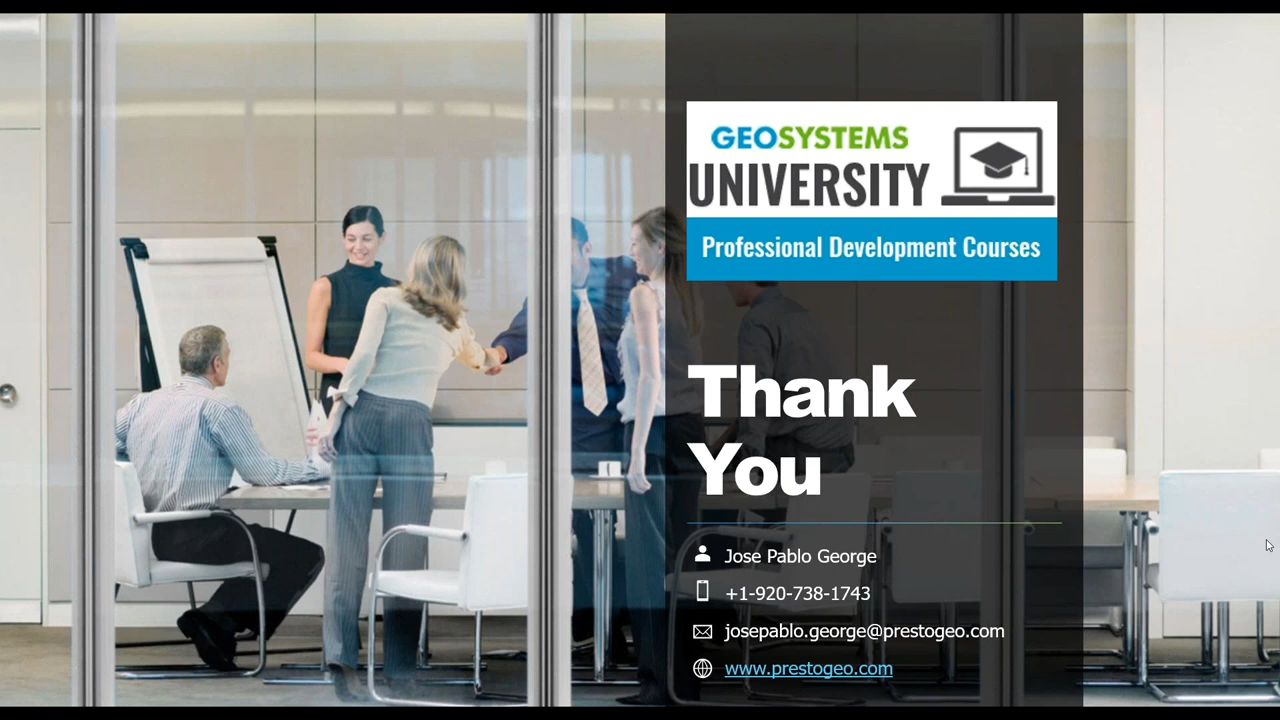 GEOSYSTEMS
UNIVERSITY
Professional Development Courses
Thank
You
Jose Pablo George
+1-920-738-1743
josepablo.george@prestogeo.com
www.prestogeo.com